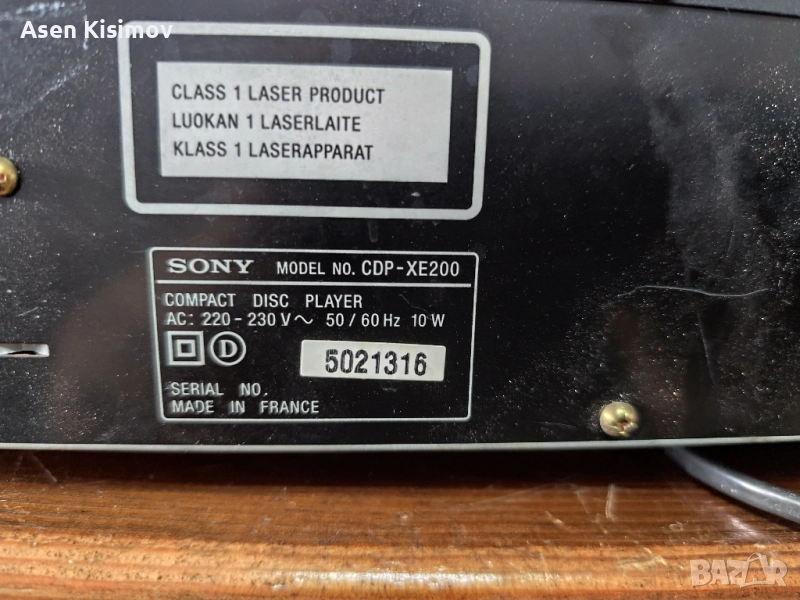 Asen Kisimov
CLASS 1 LASER PRODUCT
LUOKAN 1 LASERLAITE
KLASS 1 LASERAPPARAT
SONY MODEL NO. CDP-XE200
COMPACT DISC PLAYER
AC: 220-230 V~ 50/60 Hz 10 W
D
5021316
SERIAL NO.
MADE IN FRANCE
BAZAR